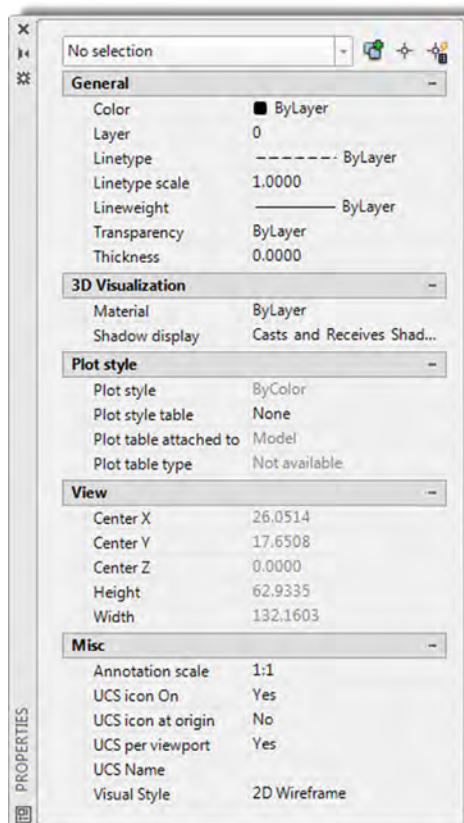 No selection
General
Color ByLayer
Layer 0
Linetype ByLayer
Linetype scale 1.0000
Lineweight ByLayer
Transparency ByLayer
Thickness 0.0000
3D Visualization
Material ByLayer
Shadow display Casts and Receives Shad...
Plot style
Plot style ByColor
Plot style table None
Plot table attached to Model
Plot table type Not available
View
Center X 26.0514
Center Y 17.6508
Center Z 0.0000
Height 62.9335
Width 132.1603
Misc
Annotation scale 1:1
UCS icon On Yes
UCS icon at origin No
UCS per viewport Yes
UCS Name
Visual Style 2D Wireframe
PROPERTIES